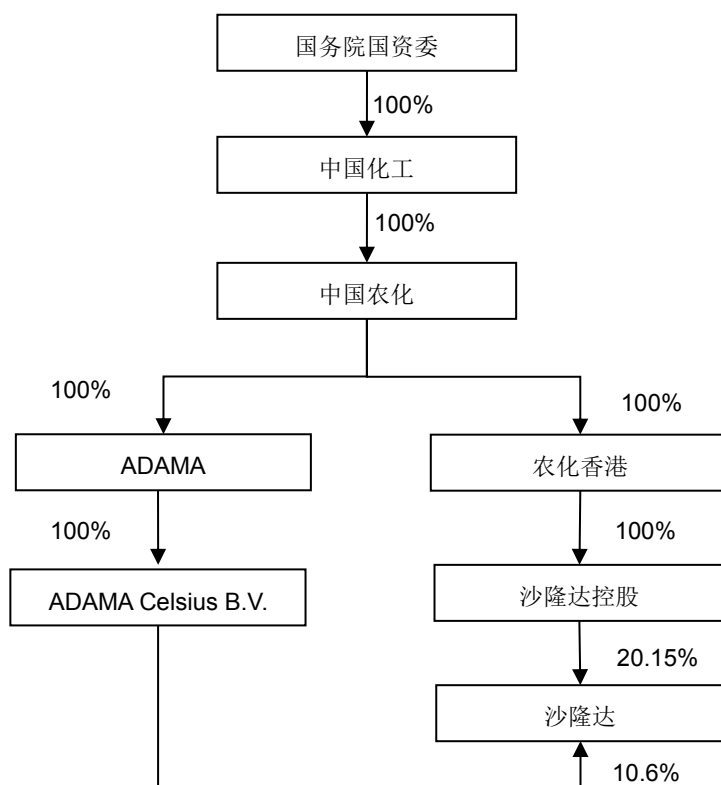 国务院国资委
100%
中国化工
100%
中国农化
100%
100%
ADAMA
农化香港
100%
100%
ADAMA Celsius B.V.
沙隆达控股
20.15%
沙隆达
10.6%